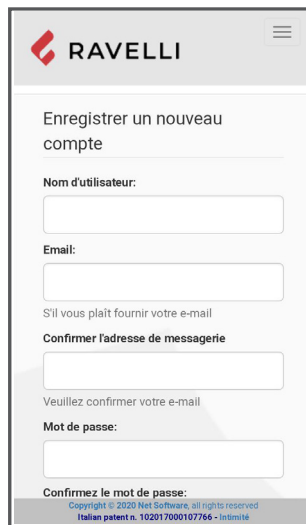 RAVELLI
Enregistrer un nouveau
compte
Nom d'utilisateur:
Email:
S'il vous plaît fournir votre e-mail
Confirmer l'adresse de messagerie
Veuillez confirmer votre e-mail
Mot de passe:
Confirmez le mot de passe:
Copyright © 2020 Net Software, all rights reserved
Italian patent n. 102017000107766 - Intimité